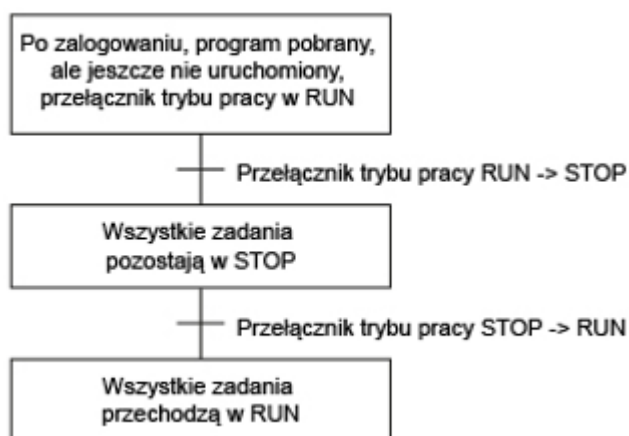 Po zalogowaniu, program pobrany,
ale jeszcze nie uruchomiony,
przełącznik trybu pracy w RUN
Przełącznik trybu pracy RUN -> STOP
Wszystkie zadania
pozostają w STOP
Przełącznik trybu pracy STOP -> RUN
Wszystkie zadania
przechodzą w RUN